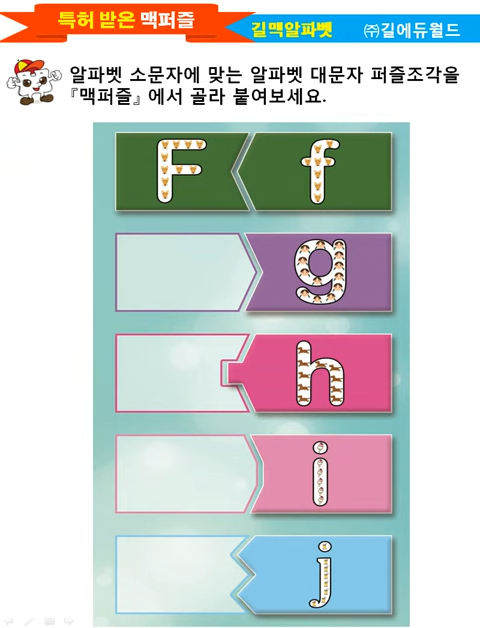 특허 받은 맥퍼즐
길맥알파벳 ㈜길에듀월드
알파벳 소문자에 맞는 알파벳 대문자 퍼즐조각을
『맥퍼즐』 에서 골라 붙여보세요.
F f
g
h
i
j